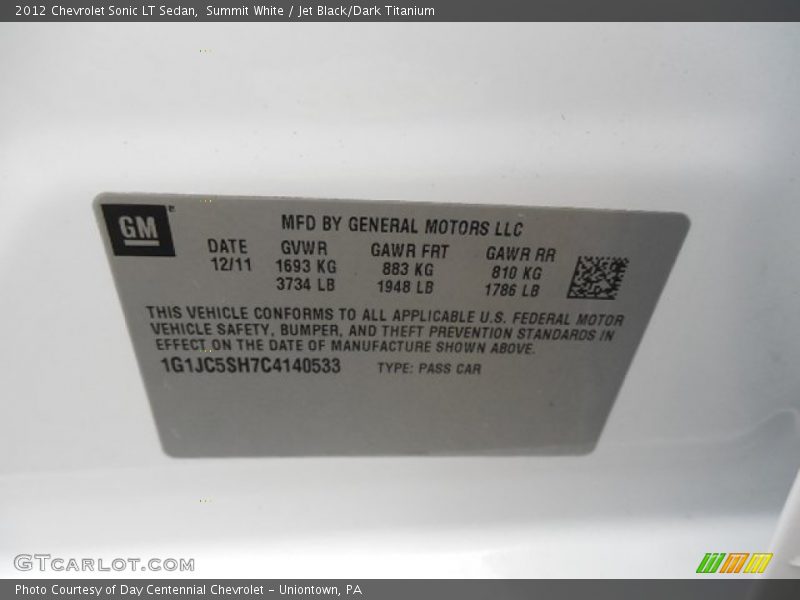 2012 Chevrolet Sonic LT Sedan, Summit White / Jet Black/Dark Titanium
GM®
MFD BY GENERAL MOTORS LLC
DATE GVWR GAWR FRT GAWR RR
12/11 1693 KG 883 KG 810 KG
3734 LB 1948 LB 1786 LB
THIS VEHICLE CONFORMS TO ALL APPLICABLE U.S. FEDERAL MOTOR
VEHICLE SAFETY, BUMPER, AND THEFT PREVENTION STANDARDS IN
EFFECT ON THE DATE OF MANUFACTURE SHOWN ABOVE.
1G1JC5SH7C4140533 TYPE: PASS CAR
GTCARLOT.COM
Photo Courtesy of Day Centennial Chevrolet - Uniontown, PA